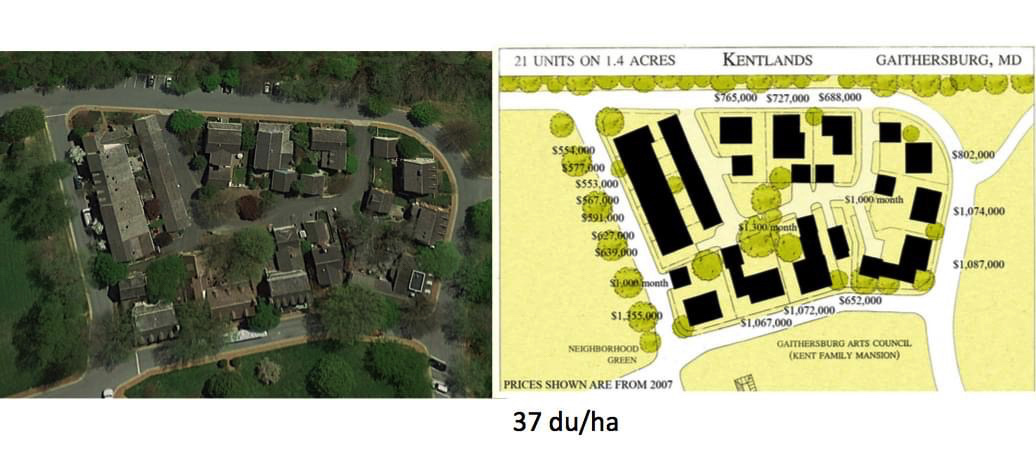 21 UNITS ON 1.4 ACRES KENTLANDS GAITHERSBURG, MD
$765,000 $727,000 $688,000
$554,000
$577,000
$553,000
$567,000
$591,000
$627,000
$639,000
$1,000 month
$1,355,000
$802,000
$1,000 month
$1,074,000
$1,300 month
$1,087,000
$652,000
$1,072,000
$1,067,000
NEIGHBORHOOD
GREEN
GAITHERSBURG ARTS COUNCIL
(KENT FAMILY MANSION)
PRICES SHOWN ARE FROM 2007
37 du/ha